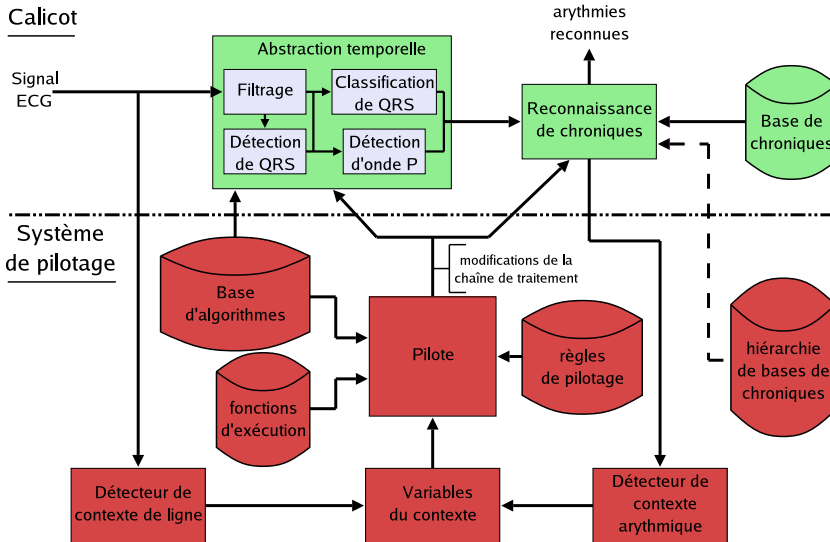 Calicot
arythmies
reconnues
Abstraction temporelle
Signal
ECG
Filtrage
Classification
de QRS
Détection
de QRS
Détection
d'onde P
Reconnaissance
de chroniques
Base de
chroniques
Système
de pilotage
modifications de la
chaîne de traitement
Base
d'algorithmes
Pilote
règles
de pilotage
hiérarchie
de bases de
chroniques
fonctions
d'exécution
Détecteur de
contexte de ligne
Variables
du contexte
Détecteur de
contexte
arythmique